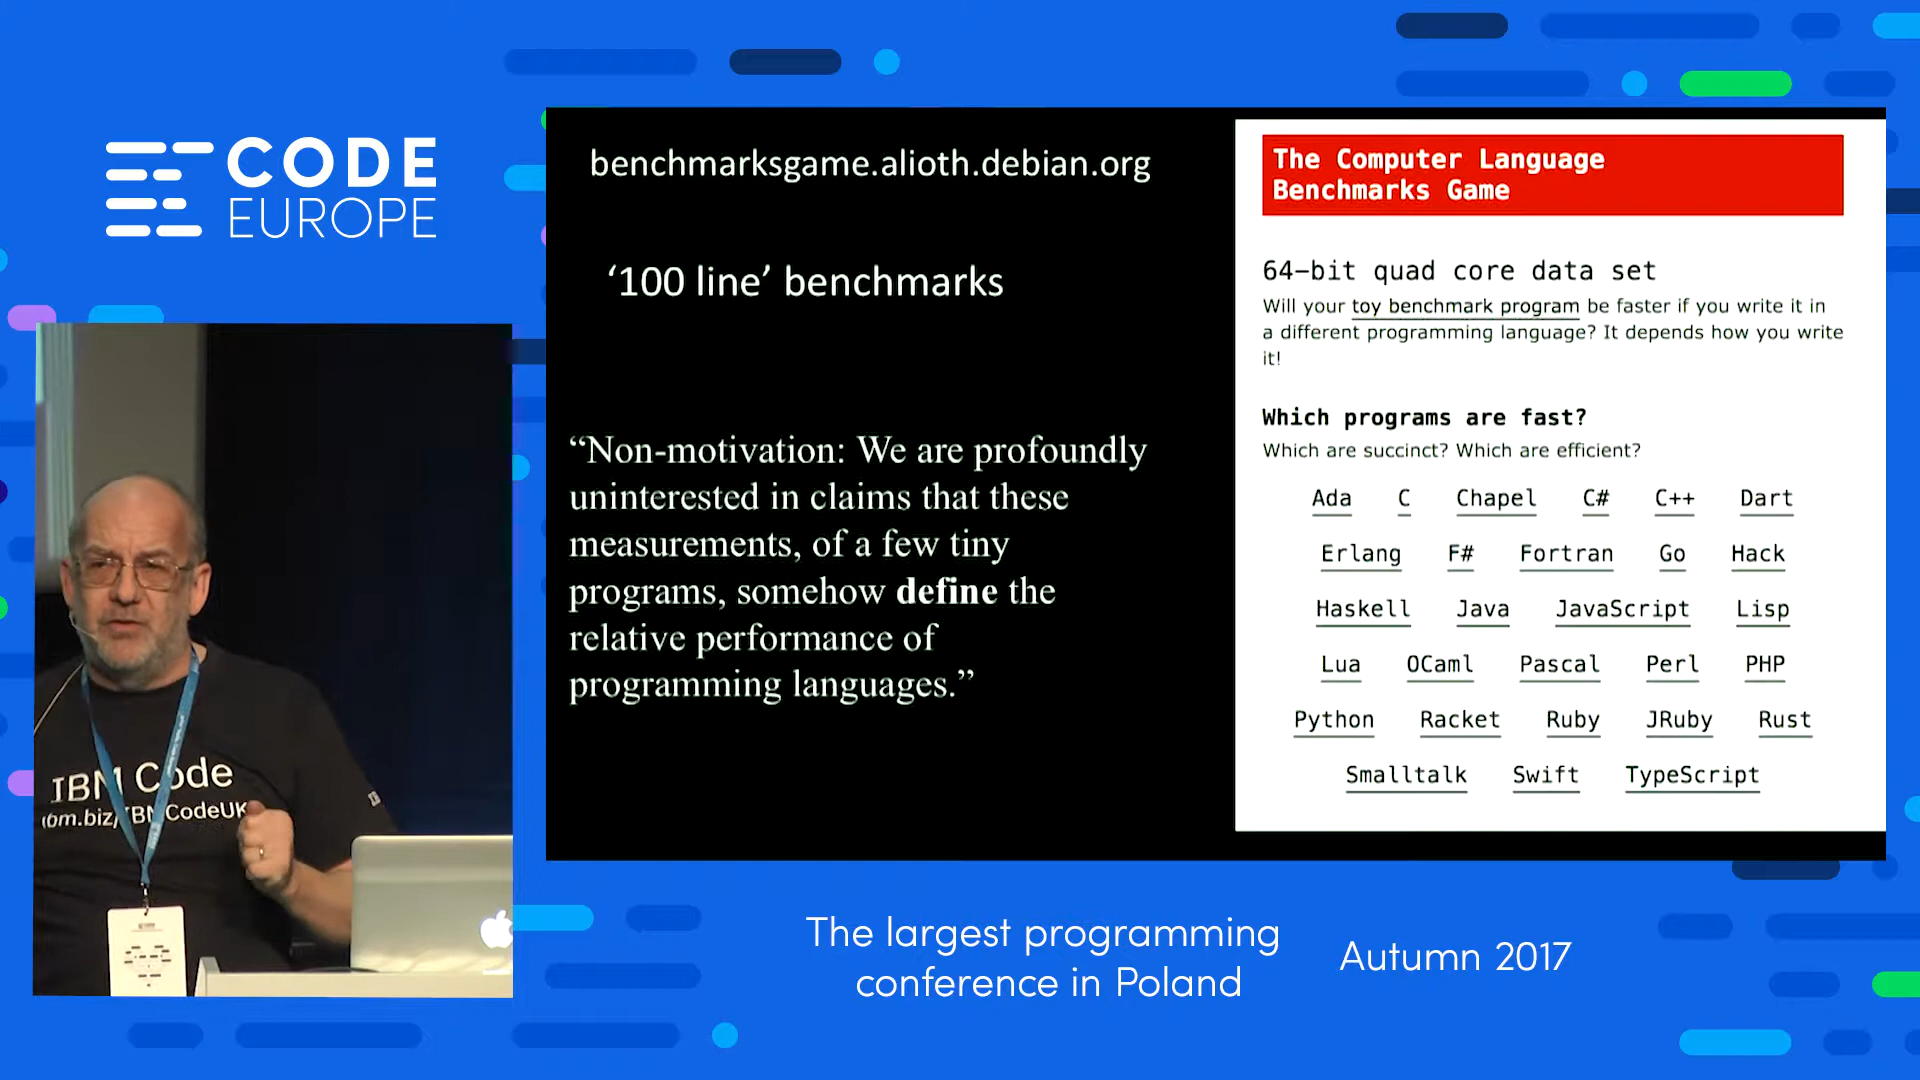 CODE
EUROPE
benchmarksgame.alioth.debian.org
‘100 line’ benchmarks
“Non-motivation: We are profoundly
uninterested in claims that these
measurements, of a few tiny
programs, somehow define the
relative performance of
programming languages.”
The Computer Language
Benchmarks Game
64-bit quad core data set
Will your toy benchmark program be faster if you write it in
a different programming language? It depends how you write
it!
Which programs are fast?
Which are succinct? Which are efficient?
Ada C Chapel C# C++ Dart
Erlang F# Fortran Go Hack
Haskell Java JavaScript Lisp
Lua OCaml Pascal Perl PHP
Python Racket Ruby JRuby Rust
Smalltalk Swift TypeScript
IBM Code
CodeUK
The largest programming
conference in Poland
Autumn 2017